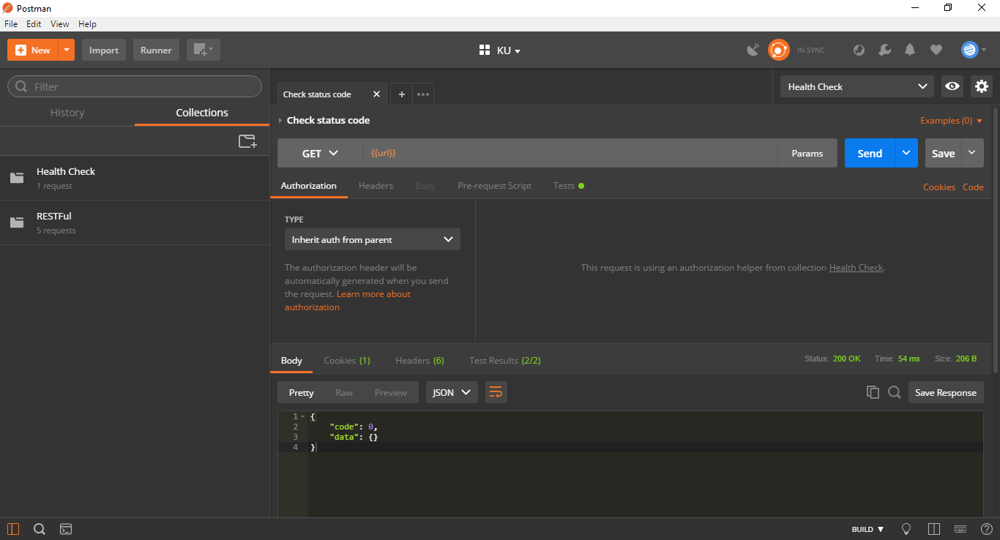 Postman
File Edit View Help
New Import Runner KU IN SYNC
Filter
History Collections
Health Check
1 request
RESTFul
5 requests
Check status code
Health Check
Check status code
Examples (0)
GET {{url}} Params Send Save
Authorization Headers Body Pre-request Script Tests Cookies Code
TYPE
Inherit auth from parent
The authorization header will be
automatically generated when you send
the request. Learn more about
authorization
This request is using an authorization helper from collection Health Check.
Body Cookies (1) Headers (6) Test Results (2/2) Status: 200 OK Time: 54 ms Size: 206 B
Pretty Raw Preview JSON Save Response
1 {
2 "code": 0,
3 "data": {}
4 }
BUILD